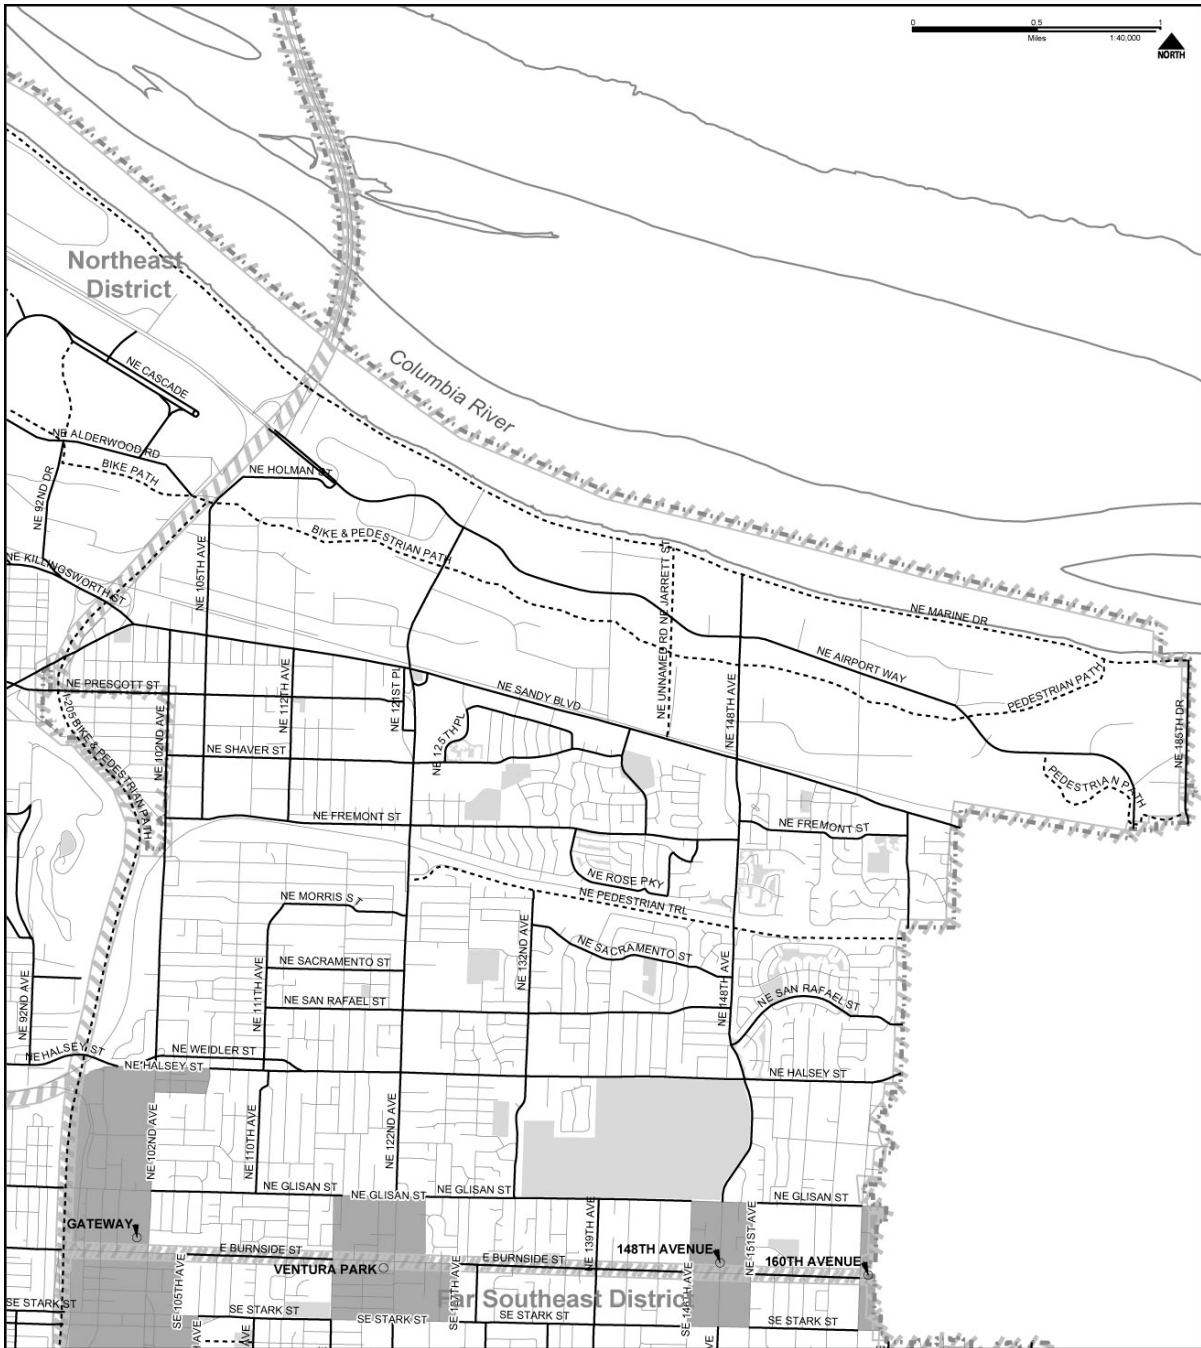 0 0.5 1
Miles 1:40,000
NORTH
Northeast
District
Columbia River
NE CASCADE
NE ALDERWOOD RD
BIKE PATH
NE HOLMAN ST
NE 92ND DR
BIKE & PEDESTRIAN PATH
NE KILLINGSWORTH ST
NE 105TH AVE
NE UNNAMED RD
NE JARRETT ST
NE MARINE DR
NE AIRPORT WAY
PEDESTRIAN PATH
NE PRESCOTT ST
NE 112TH AVE
NE 121ST PL
NE SANDY BLVD
NE 148TH AVE
NE 185TH DR
I-205 BIKE & PEDESTRIAN PATH
NE 102ND AVE
NE SHAVER ST
NE 125TH PL
PEDESTRIAN PATH
NE FREMONT ST
NE FREMONT ST
NE ROSE PKY
NE PEDESTRIAN TRL
NE MORRIS ST
NE 132ND AVE
NE SACRAMENTO ST
NE SACRAMENTO ST
NE 111TH AVE
NE 148TH AVE
NE SAN RAFAEL ST
NE SAN RAFAEL ST
NE 92ND AVE
NE HALSEY ST
NE WEIDLER ST
NE HALSEY ST
NE HALSEY ST
NE 102ND AVE
NE 110TH AVE
NE 122ND AVE
NE GLISAN ST
NE GLISAN ST
NE GLISAN ST
NE GLISAN ST
GATEWAY
NE 139TH AVE
NE 151ST AVE
E BURNSIDE ST
E BURNSIDE ST
148TH AVENUE
160TH AVENUE
VENTURA PARK
Far Southeast District
SE STARK ST
SE 105TH AVE
SE STARK ST
SE STARK ST
SE STARK ST
SE STARK ST